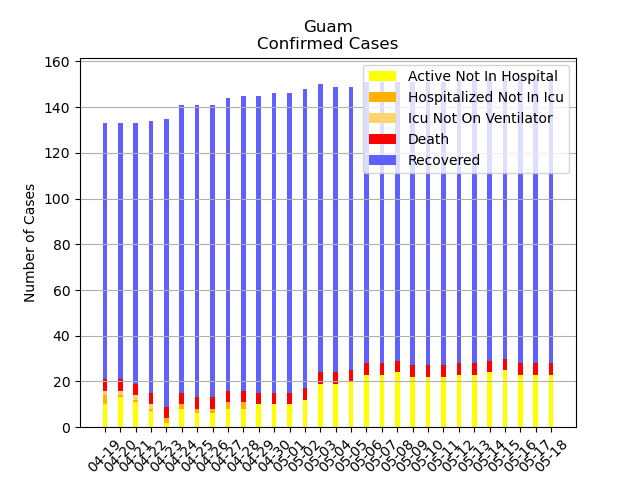 Guam
Confirmed Cases
Number of Cases
160
140
120
100
80
60
40
20
0
Active Not In Hospital
Hospitalized Not In Icu
Icu Not On Ventilator
Death
Recovered
04-19 04-20 04-21 04-22 04-23 04-24 04-25 04-26 04-27 04-28 04-29 04-30 05-01 05-02 05-03 05-04 05-05 05-06 05-07 05-08 05-09 05-10 05-11 05-12 05-13 05-14 05-15 05-16 05-17 05-18